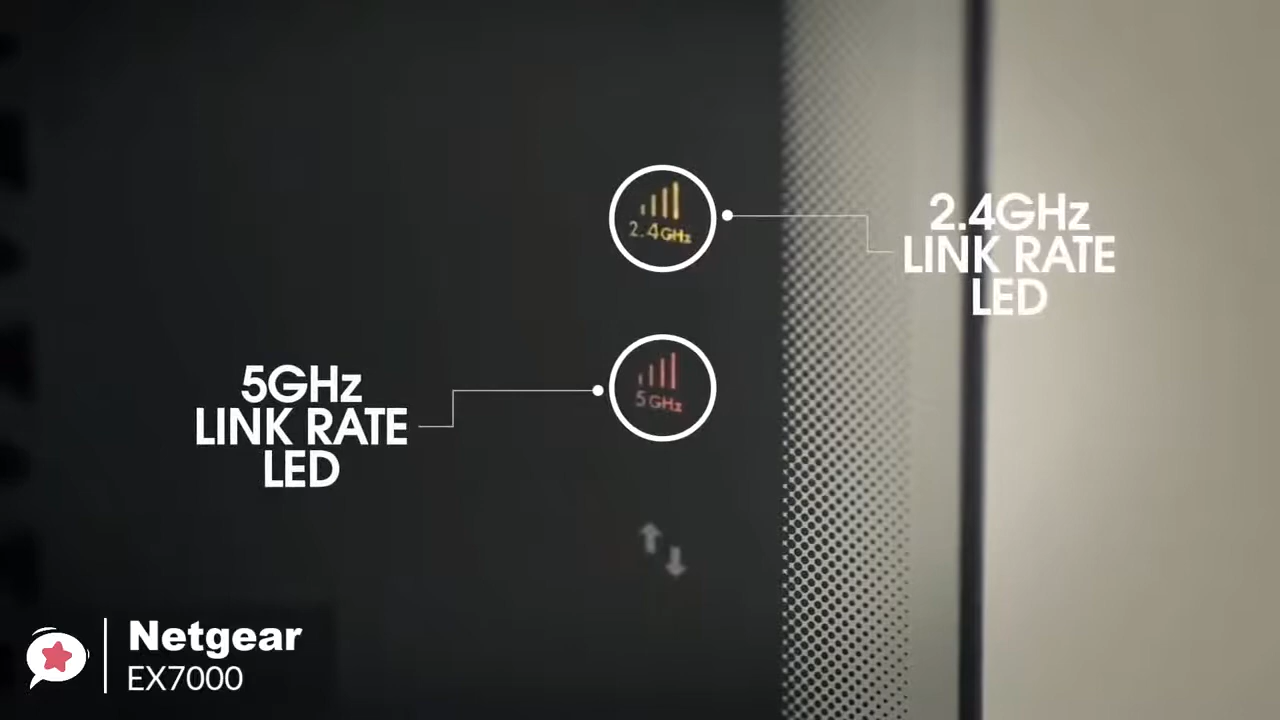 2.4GHz
2.4GHz
LINK RATE
LED
5GHz
5GHz
LINK RATE
LED
Netgear
EX7000